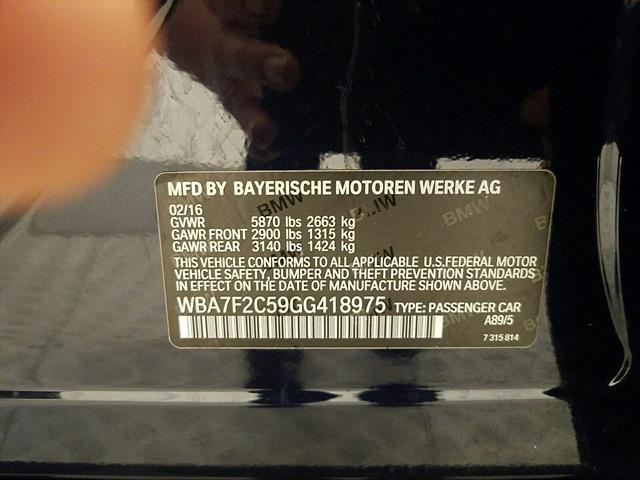 MFD BY BAYERISCHE MOTOREN WERKE AG
02/16
GVWR 5870 lbs 2663 kg
GAWR FRONT 2900 lbs 1315 kg
GAWR REAR 3140 lbs 1424 kg
THIS VEHICLE CONFORMS TO ALL APPLICABLE U.S.FEDERAL MOTOR
VEHICLE SAFETY, BUMPER AND THEFT PREVENTION STANDARDS
IN EFFECT ON THE DATE OF MANUFACTURE SHOWN ABOVE.
WBA7F2C59GG418975 TYPE: PASSENGER CAR
A89/5
7 315 814